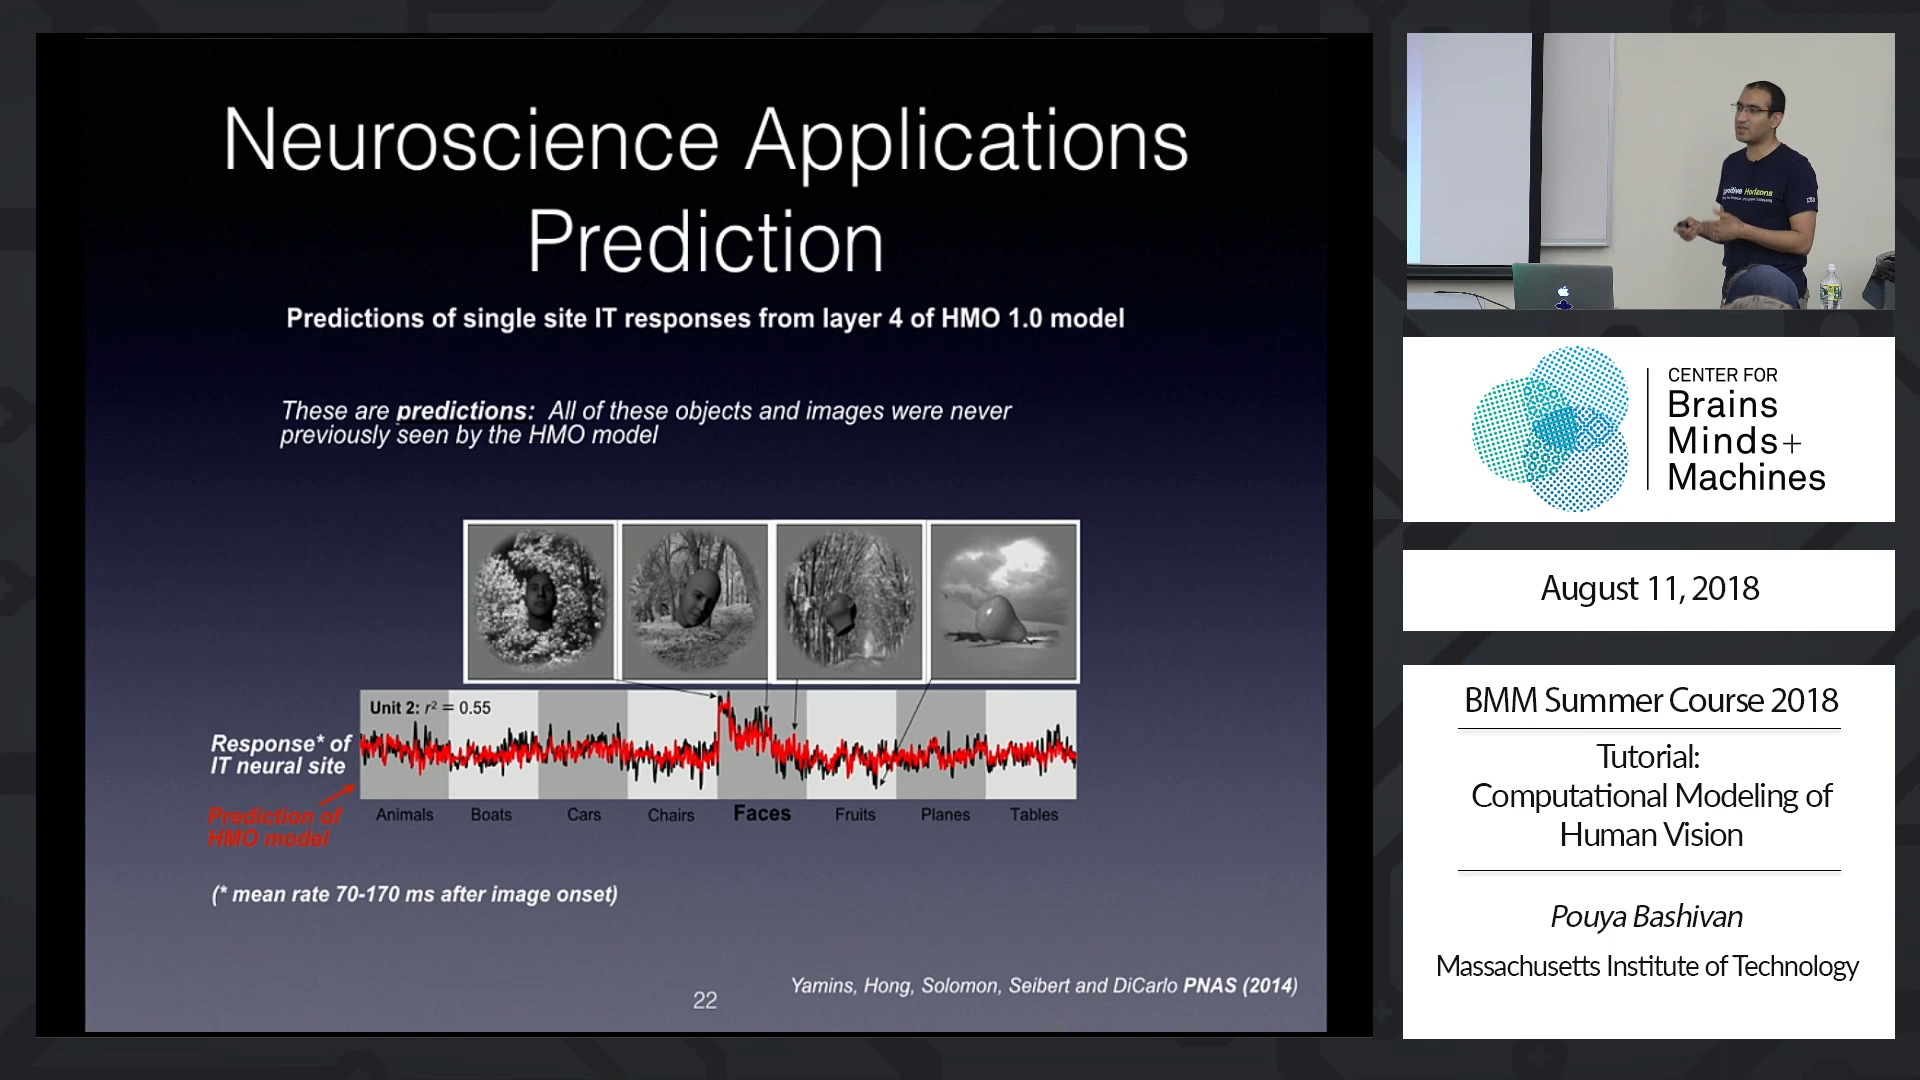 Neuroscience Applications
Prediction
Predictions of single site IT responses from layer 4 of HMO 1.0 model
These are predictions: All of these objects and images were never
previously seen by the HMO model
Unit 2: r² = 0.55
Response* of
IT neural site
Prediction of
HMO model
Animals Boats Cars Chairs Faces Fruits Planes Tables
(* mean rate 70-170 ms after image onset)
Yamins, Hong, Solomon, Seibert and DiCarlo PNAS (2014)
22
Horizons
CENTER FOR
Brains
Minds+
Machines
August 11, 2018
BMM Summer Course 2018
Tutorial:
Computational Modeling of
Human Vision
Pouya Bashivan
Massachusetts Institute of Technology